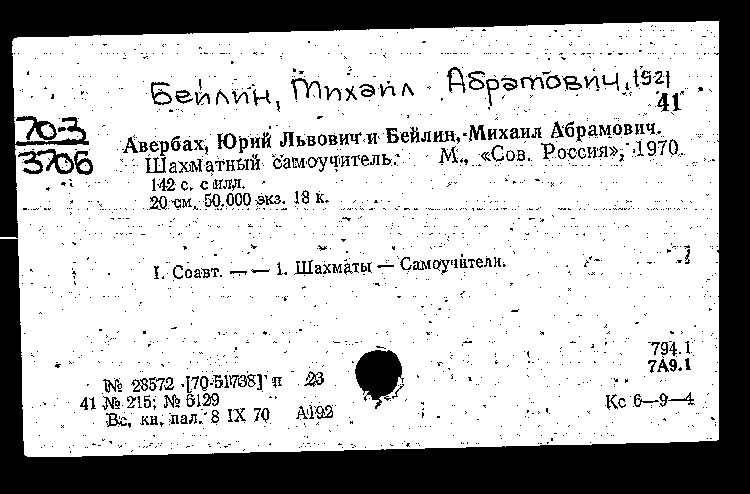 Бейлин, Михаил Абрамович, 1921
41
70-3
3706
Авербах, Юрий Львович и Бейлин, Михаил Абрамович.
Шахматный самоучитель. М., «Сов. Россия», 1970.
142 с. с илл.
20 см. 50.000 экз. 18 к.
I. Соавт. — — 1. Шахматы — Самоучители.
794.1
7А9.1
№ 28572 [70-51738] п 23
41 № 215; № 6129
Вс. кн. пал. 8 IX 70 А192
Кс 6—9—4